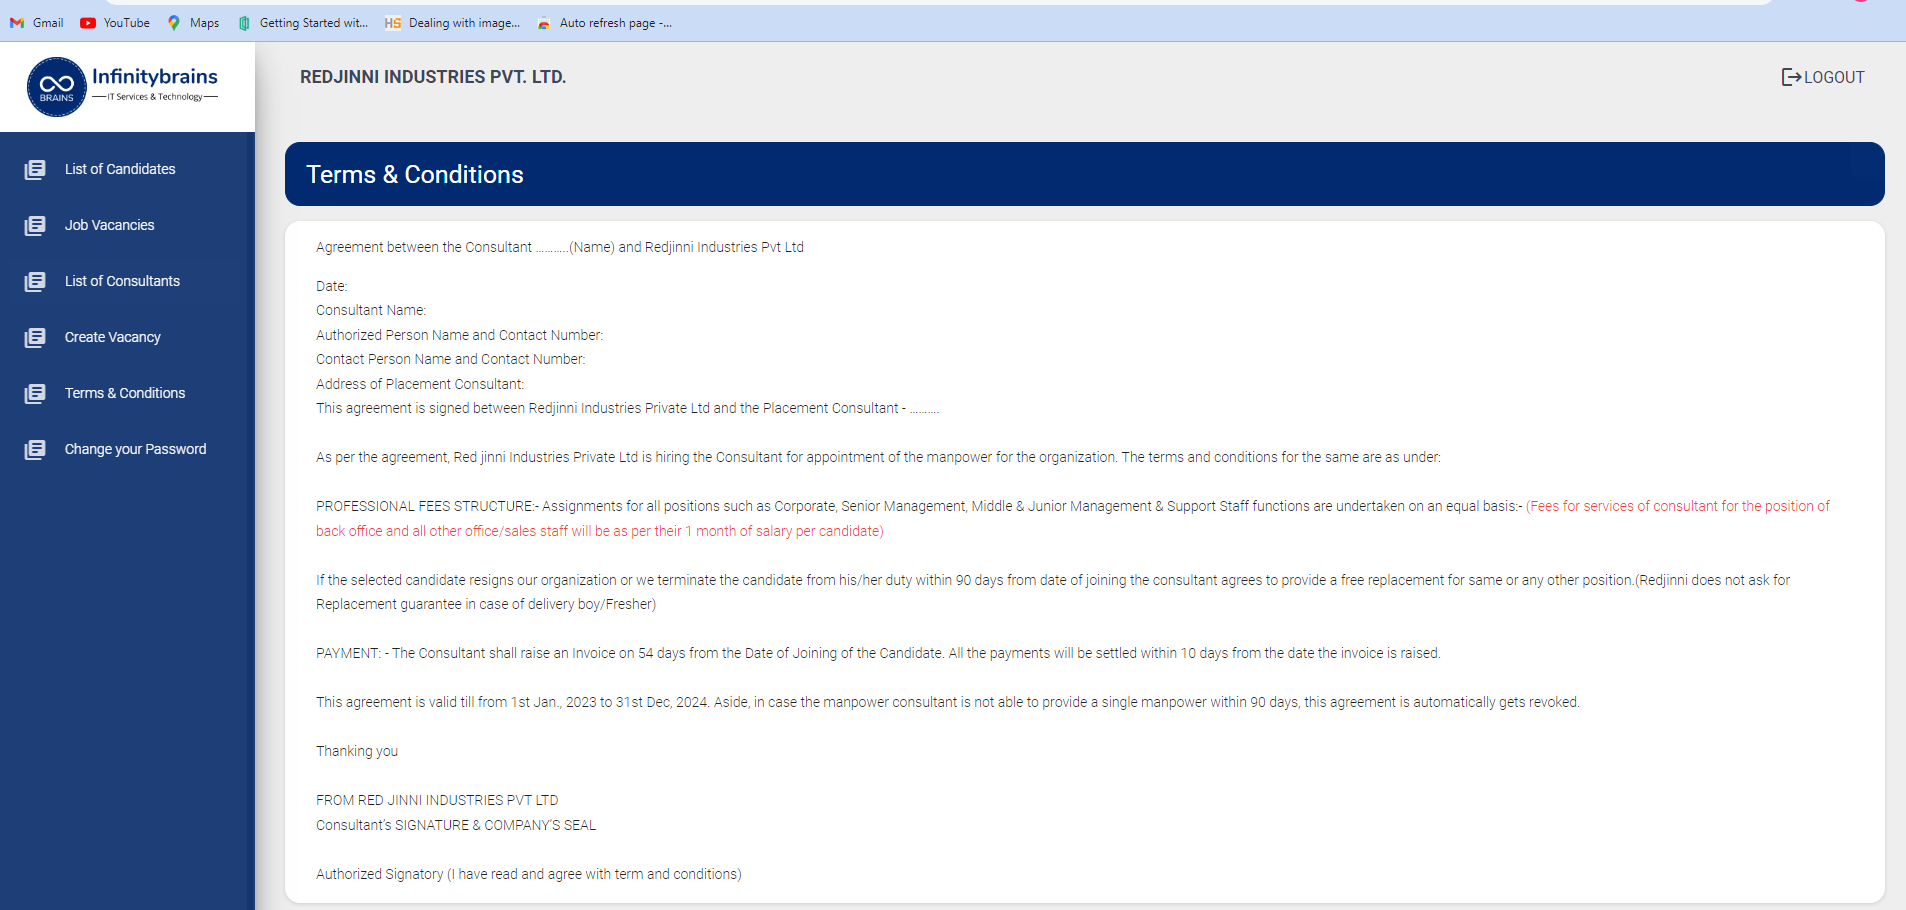 Gmail
YouTube
Maps
Getting Started wit...
HS Dealing with image...
Auto refresh page -...
BRAINS
Infinitybrains
IT Services & Technology
REDJINNI INDUSTRIES PVT. LTD.
LOGOUT
List of Candidates
Job Vacancies
List of Consultants
Create Vacancy
Terms & Conditions
Change your Password
Terms & Conditions
Agreement between the Consultant ...........(Name) and Redjinni Industries Pvt Ltd
Date:
Consultant Name:
Authorized Person Name and Contact Number:
Contact Person Name and Contact Number:
Address of Placement Consultant:
This agreement is signed between Redjinni Industries Private Ltd and the Placement Consultant - ..........
As per the agreement, Red jinni Industries Private Ltd is hiring the Consultant for appointment of the manpower for the organization. The terms and conditions for the same are as under:
PROFESSIONAL FEES STRUCTURE:- Assignments for all positions such as Corporate, Senior Management, Middle & Junior Management & Support Staff functions are undertaken on an equal basis:- (Fees for services of consultant for the position of
back office and all other office/sales staff will be as per their 1 month of salary per candidate)
If the selected candidate resigns our organization or we terminate the candidate from his/her duty within 90 days from date of joining the consultant agrees to provide a free replacement for same or any other position.(Redjinni does not ask for
Replacement guarantee in case of delivery boy/Fresher)
PAYMENT: - The Consultant shall raise an Invoice on 54 days from the Date of Joining of the Candidate. All the payments will be settled within 10 days from the date the invoice is raised.
This agreement is valid till from 1st Jan., 2023 to 31st Dec, 2024. Aside, in case the manpower consultant is not able to provide a single manpower within 90 days, this agreement is automatically gets revoked.
Thanking you
FROM RED JINNI INDUSTRIES PVT LTD
Consultant's SIGNATURE & COMPANY'S SEAL
Authorized Signatory (I have read and agree with term and conditions)